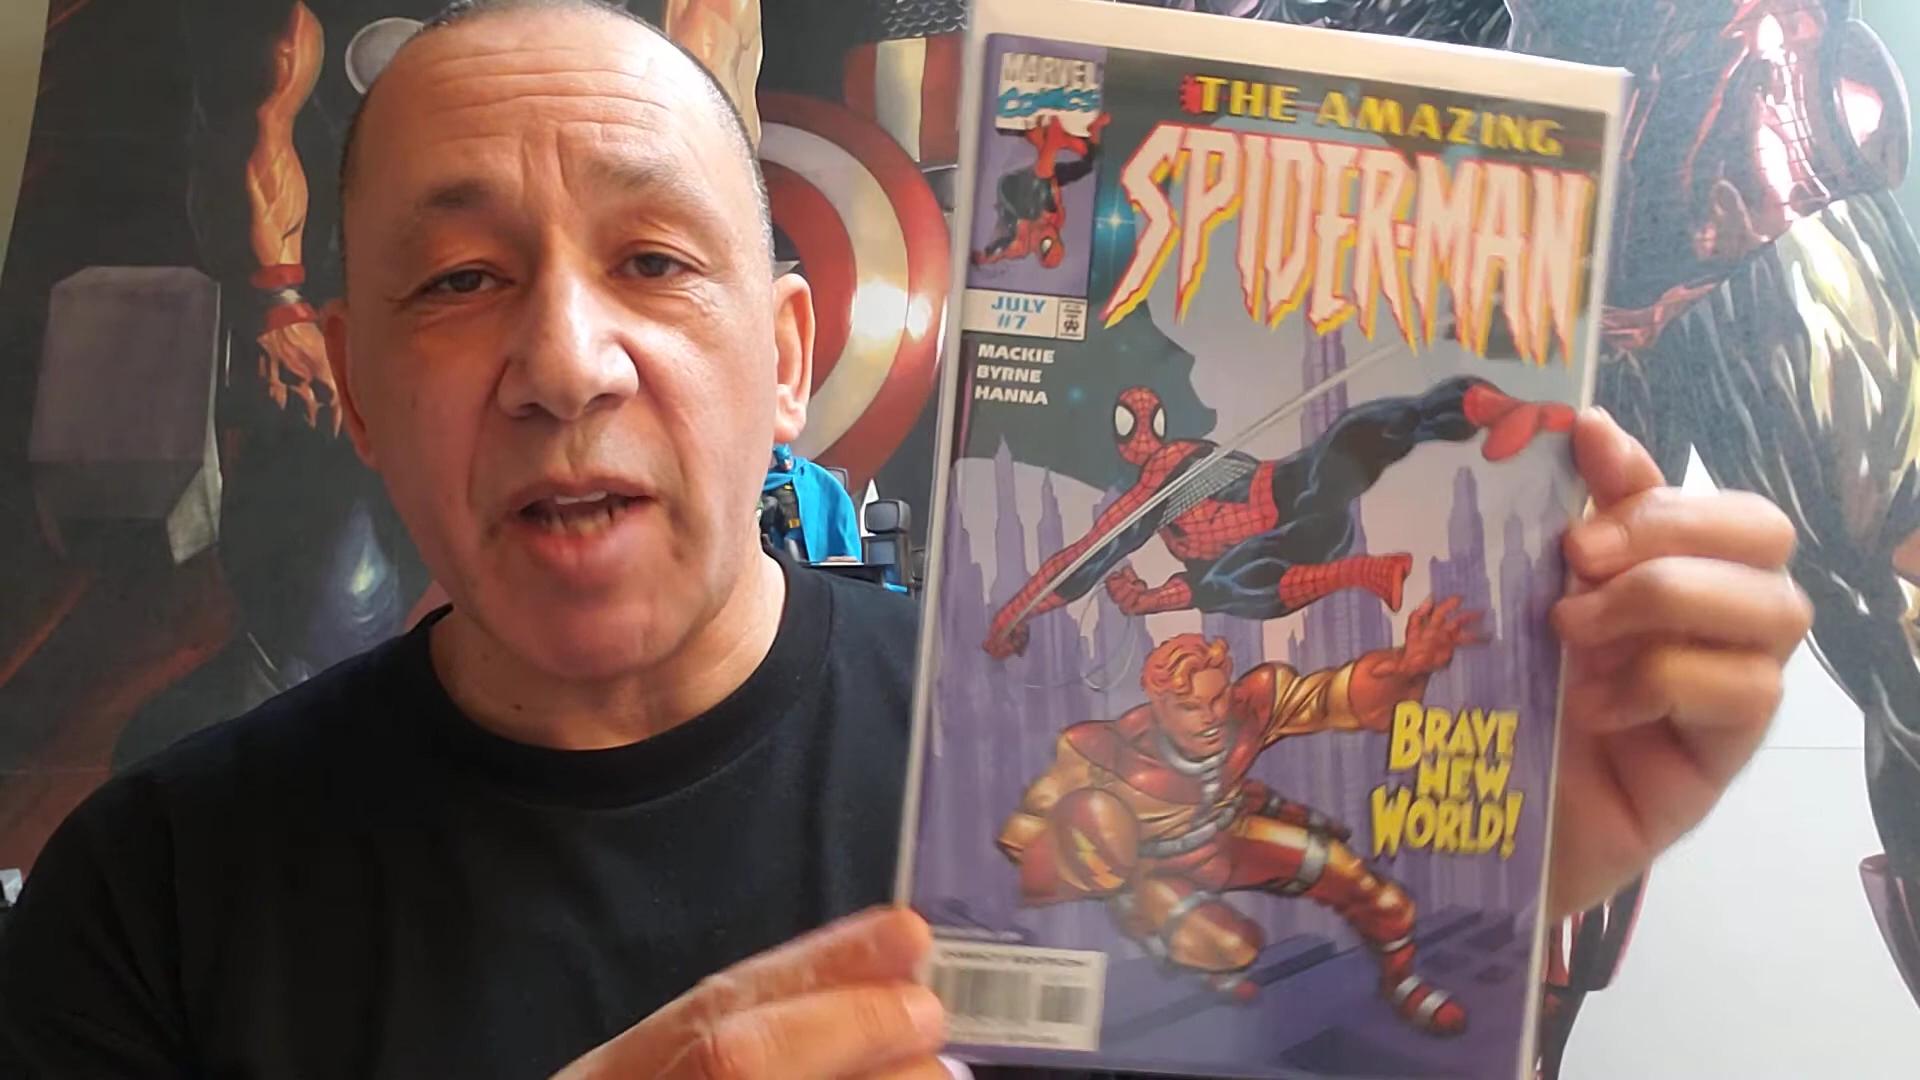 MARVEL
COMICS
THE AMAZING
SPIDER-MAN
JULY
#7
MACKIE
BYRNE
HANNA
BRAVE
NEW
WORLD!